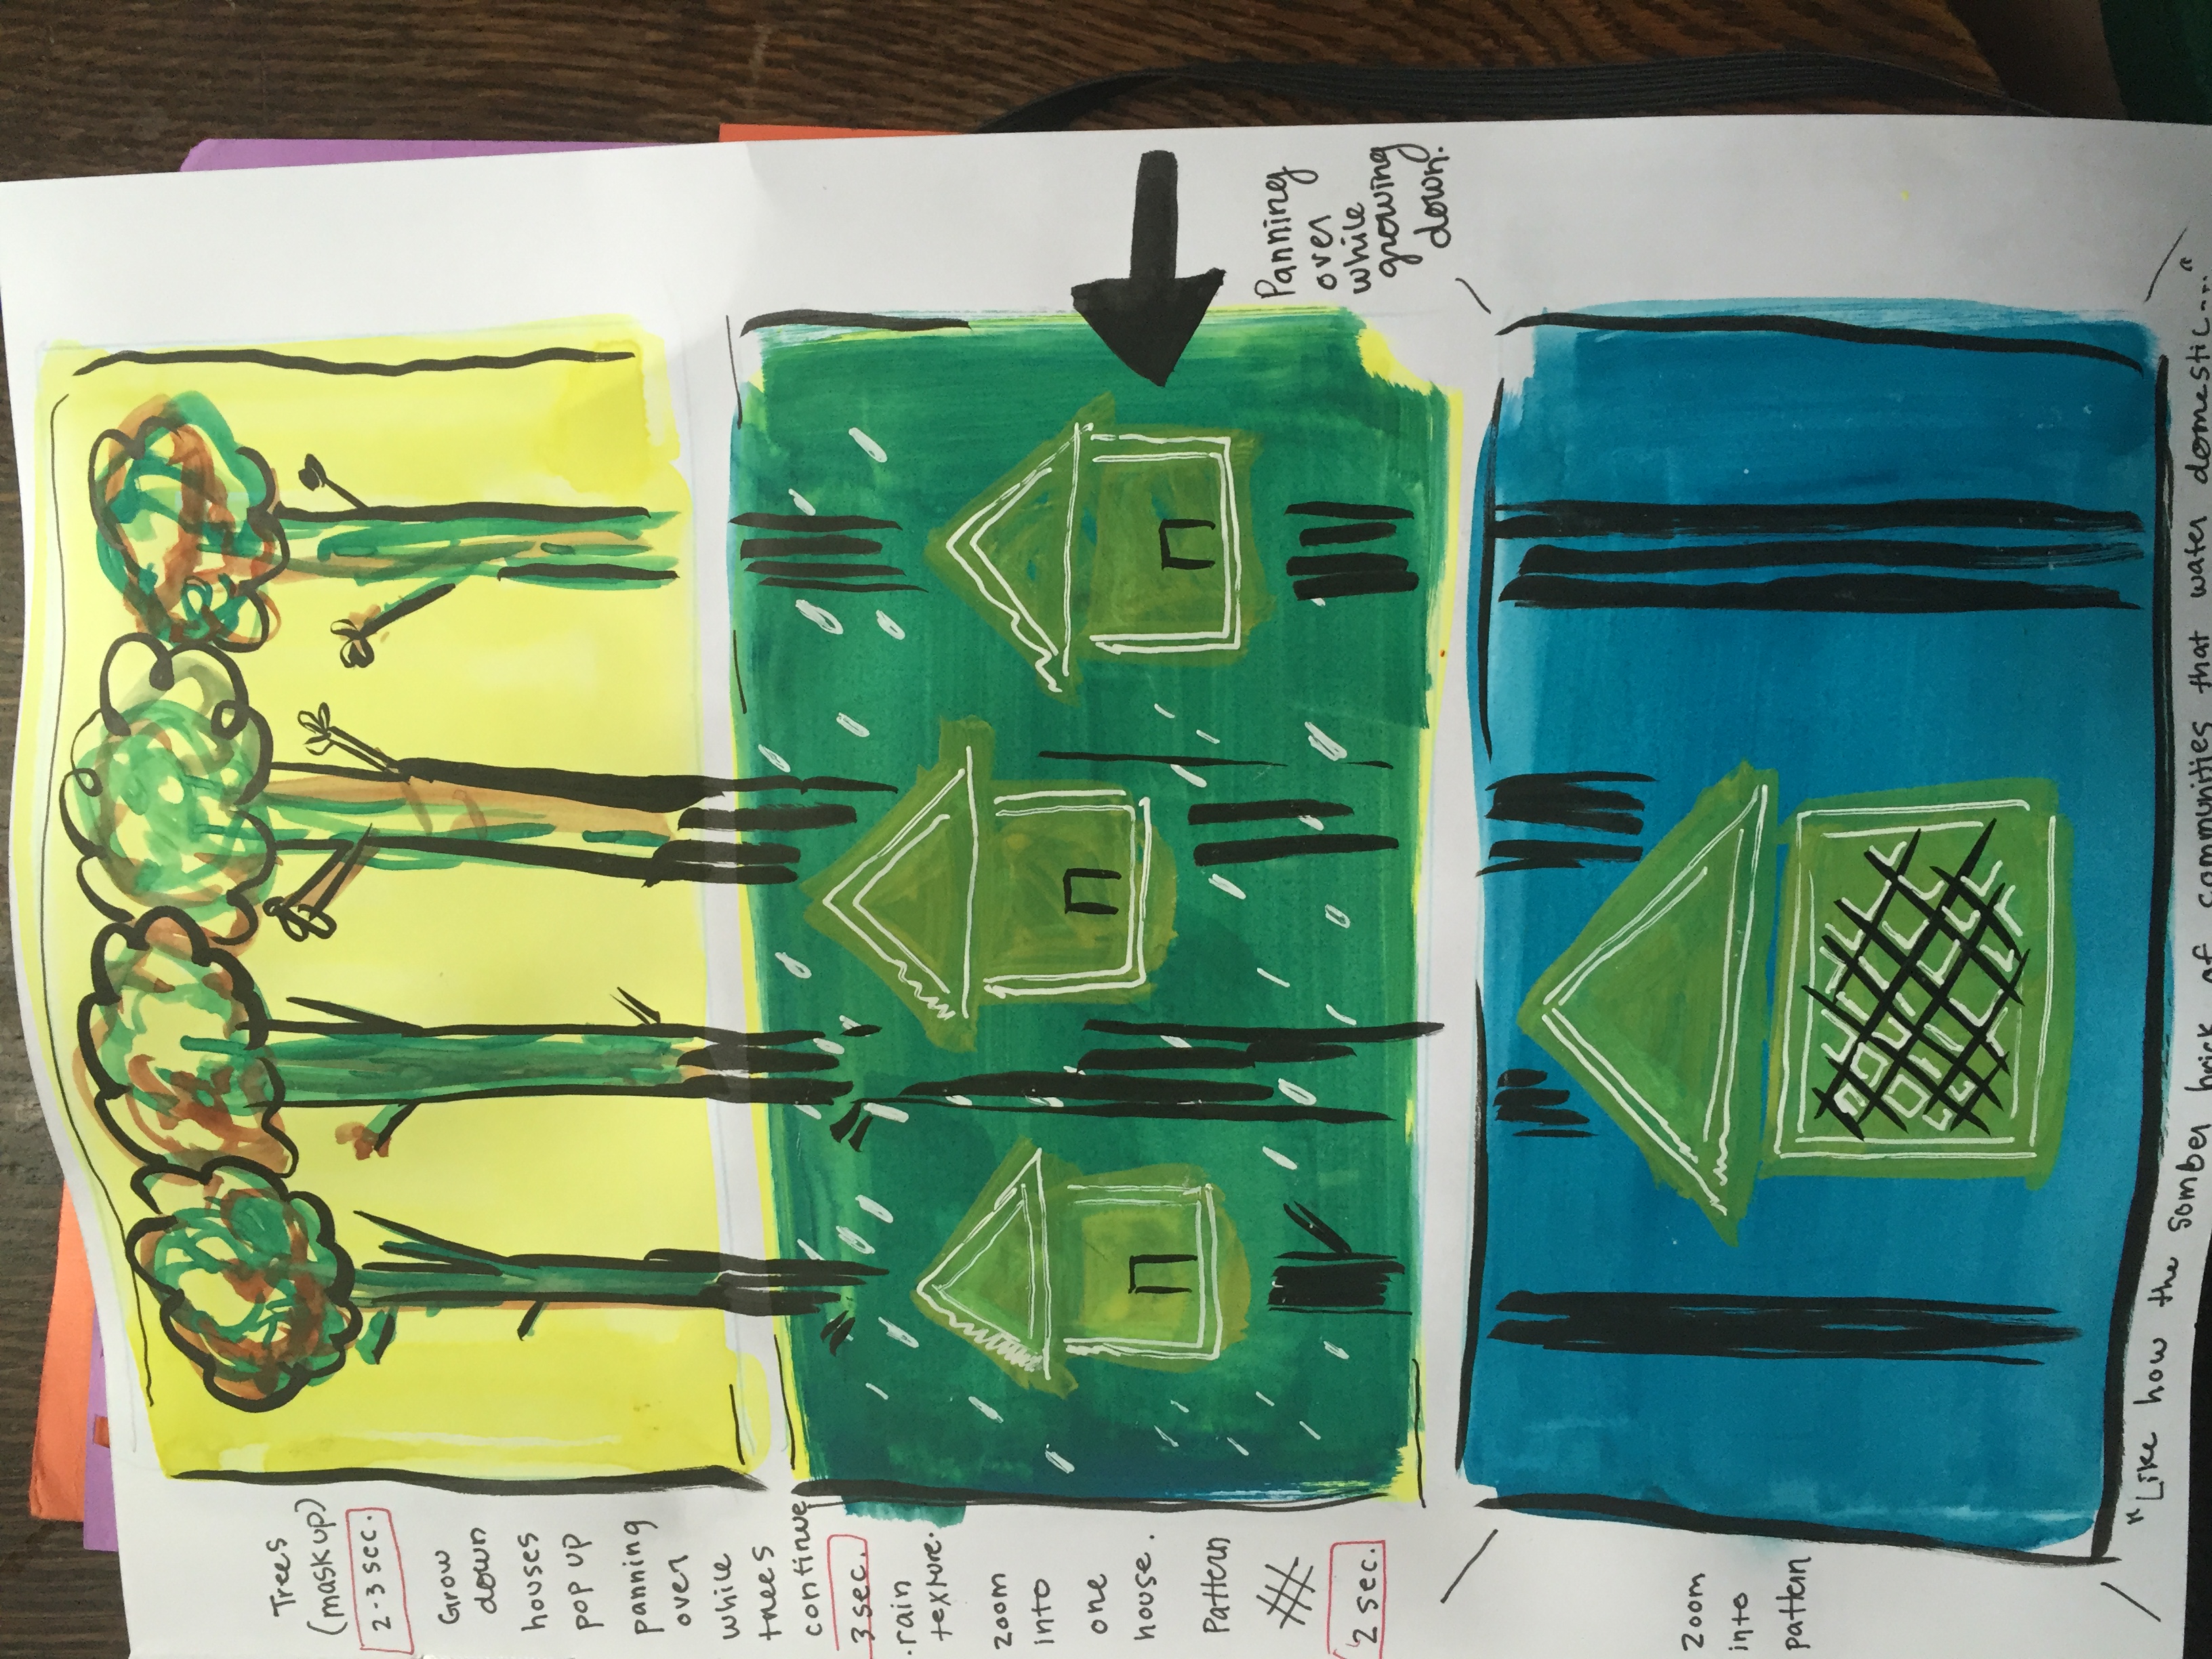 Trees
(mask up)
2-3 sec.
Grow
down
houses
pop up
panning
over
while
trees
continue
3 sec.
.rain
texture.
zoom
into
one
house.
Pattern
2 sec.
Panning
over
while
growing
down.
Zoom
into
pattern
"Like how the somber brick of communities that water domestic..."